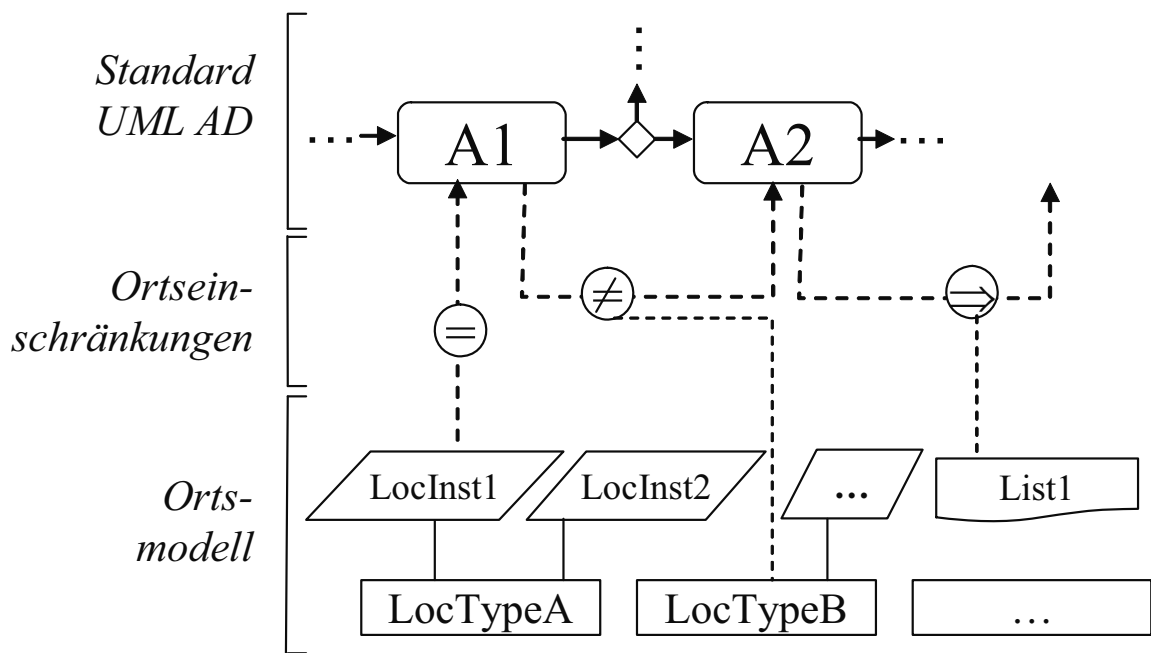 Standard
UML AD
...
A1
...
A2
...
Ortsein-
schränkungen
=
≠
⇒
Orts-
modell
LocInst1
LocInst2
...
List1
LocTypeA
LocTypeB
...